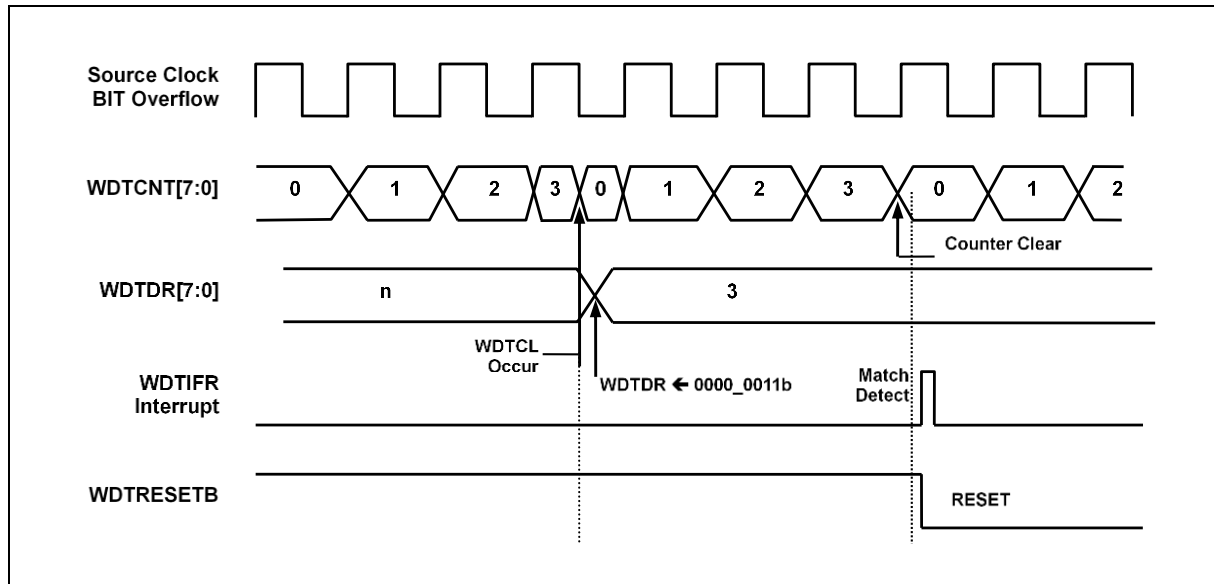 Source Clock
BIT Overflow
WDTCNT[7:0]
0 1 2 3 0 1 2 3 0 1 2
Counter Clear
WDTDR[7:0]
n 3
WDTCL
Occur
WDTDR ← 0000_0011b
WDTIFR
Interrupt
Match
Detect
WDTRESETB
RESET